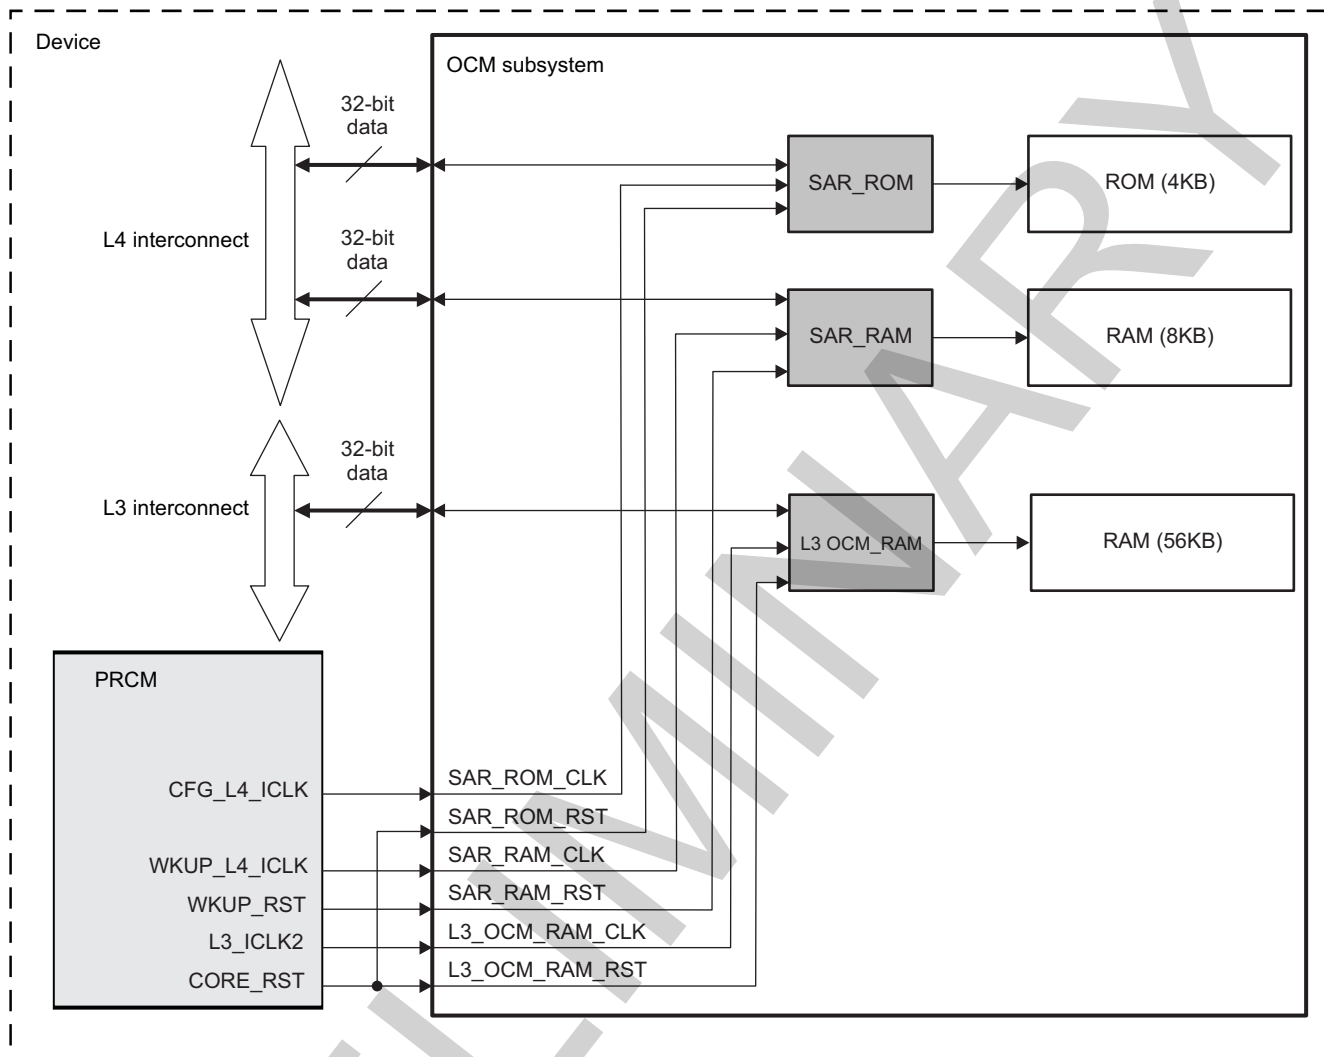 Device
OCM subsystem
32-bit
data
SAR_ROM
ROM (4KB)
L4 interconnect
32-bit
data
SAR_RAM
RAM (8KB)
32-bit
data
L3 interconnect
L3 OCM_RAM
RAM (56KB)
PRCM
CFG_L4_ICLK
SAR_ROM_CLK
SAR_ROM_RST
WKUP_L4_ICLK
SAR_RAM_CLK
WKUP_RST
SAR_RAM_RST
L3_ICLK2
L3_OCM_RAM_CLK
CORE_RST
L3_OCM_RAM_RST
ELIMINARY